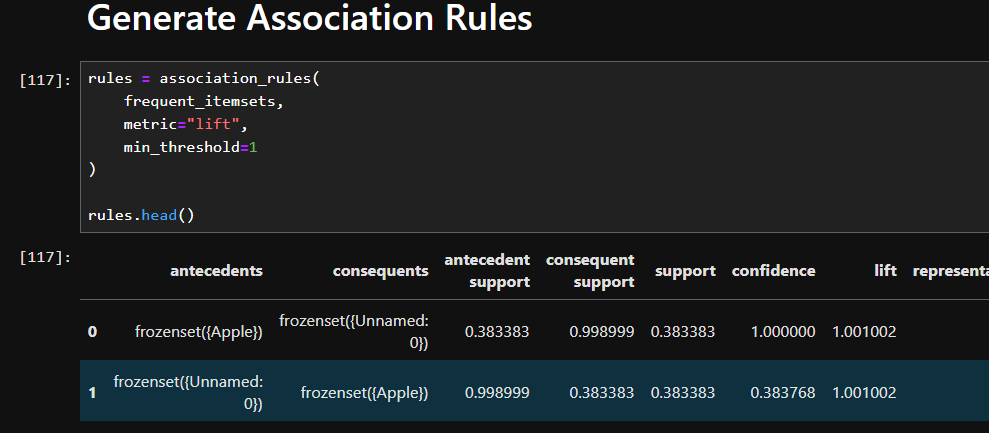 Generate Association Rules
[117]:
rules = association_rules(
frequent_itemsets,
metric="lift",
min_threshold=1
)
rules.head()
[117]:
antecedents consequents antecedent support consequent support support confidence lift representa
0 frozenset({Apple}) frozenset({Unnamed: 0}) 0.383383 0.998999 0.383383 1.000000 1.001002
1 frozenset({Unnamed: 0}) frozenset({Apple}) 0.998999 0.383383 0.383383 0.383768 1.001002